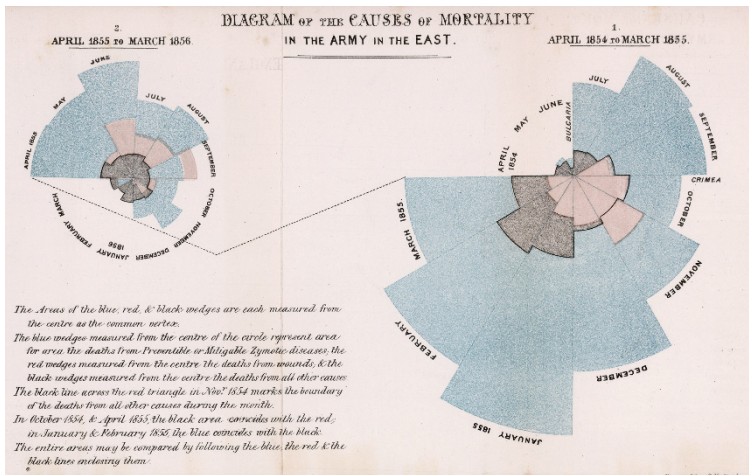 DIAGRAM OF THE CAUSES OF MORTALITY
IN THE ARMY IN THE EAST.
2.
APRIL 1855 TO MARCH 1856.
1.
APRIL 1854 TO MARCH 1855.
APRIL 1855
MAY
JUNE
JULY
AUGUST
SEPTEMBER
OCTOBER
NOVEMBER
DECEMBER
JANUARY 1856
FEBRUARY
MARCH
APRIL 1854
MAY
JUNE
BULGARIA
JULY
AUGUST
SEPTEMBER
CRIMEA
OCTOBER
NOVEMBER
DECEMBER
JANUARY 1855
FEBRUARY
MARCH 1855.
The Areas of the blue, red, & black wedges are each measured from
the centre as the common vertex.
The blue wedges measured from the centre of the circle represent area
for area the deaths from Preventible or Mitigable Zymotic diseases; the
red wedges measured from the centre the deaths from wounds; & the
black wedges measured from the centre the deaths from all other causes.
The black line across the red triangle in Novr. 1854 marks the boundary
of the deaths from all other causes during the month.
In October 1854, & April 1855, the black area coincides with the red;
in January & February 1855, the blue coincides with the black.
The entire areas may be compared by following the blue, the red & the
black lines enclosing them.